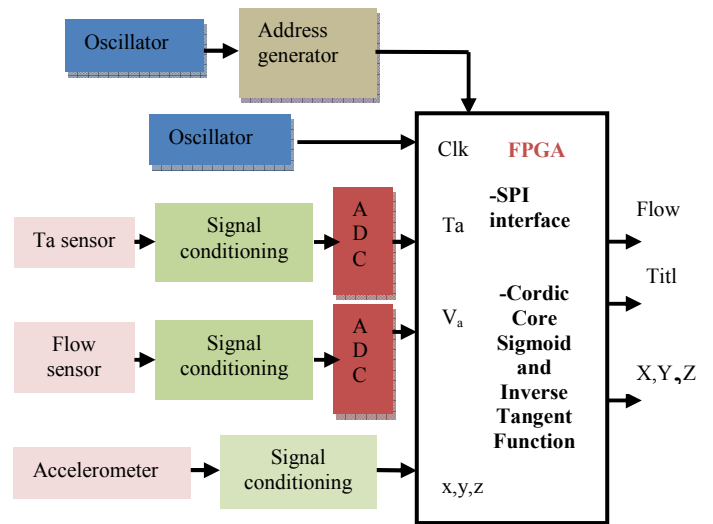 Oscillator
Address
generator
Oscillator
Clk
FPGA
-SPI
interface
Ta sensor
Signal
conditioning
A
D
C
Ta
Flow
Titl
Flow
sensor
Signal
conditioning
A
D
C
Va
-Cordic
Core
Sigmoid
and
Inverse
Tangent
Function
X,Y,Z
Accelerometer
Signal
conditioning
x,y,z